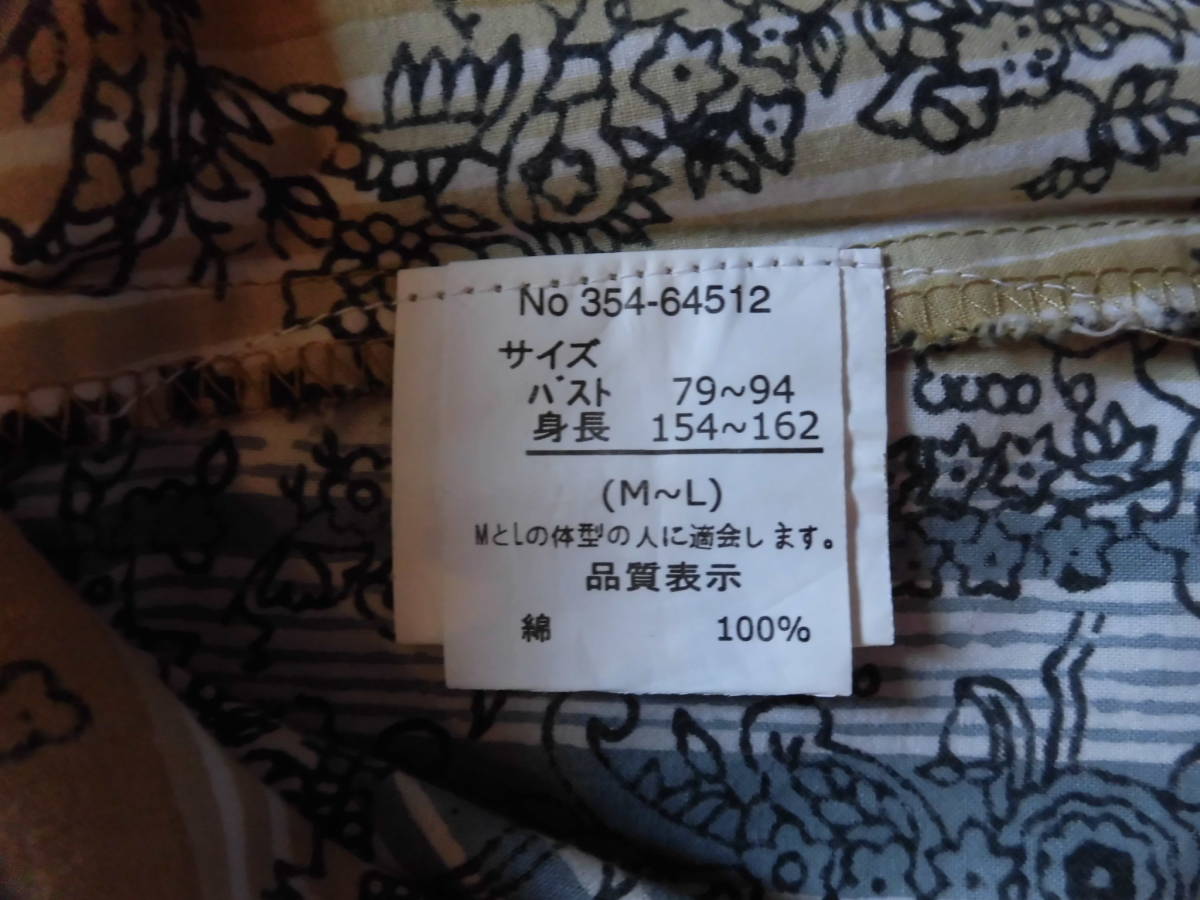 No 354-64512
サイズ
バスト 79~94
身長 154~162
(M~L)
MとLの体型の人に適会します。
品質表示
綿 100%